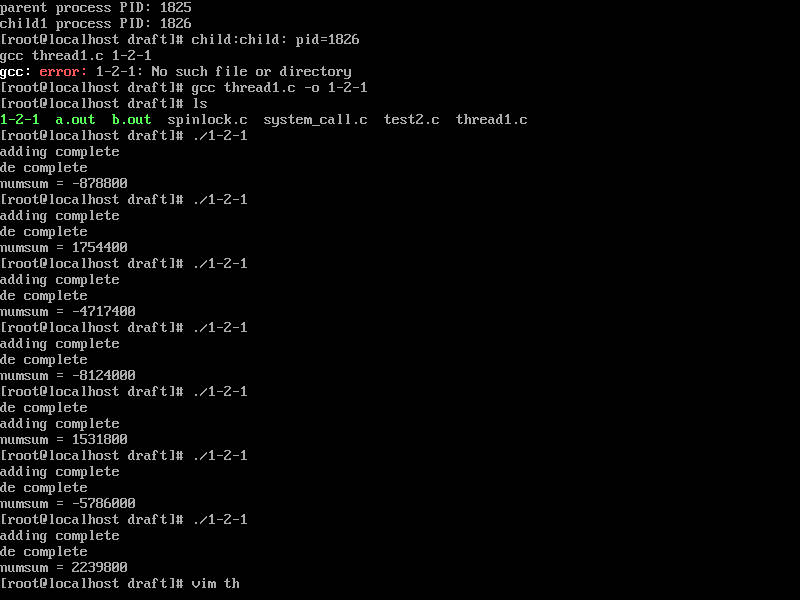 parent process PID: 1825
child1 process PID: 1826
[root@localhost draft]# child:child: pid=1826
gcc thread1.c 1-2-1
gcc: error: 1-2-1: No such file or directory
[root@localhost draft]# gcc thread1.c -o 1-2-1
[root@localhost draft]# ls
1-2-1  a.out  b.out  spinlock.c  system_call.c  test2.c  thread1.c
[root@localhost draft]# ./1-2-1
adding complete
de complete
numsum = -878800
[root@localhost draft]# ./1-2-1
adding complete
de complete
numsum = 1754400
[root@localhost draft]# ./1-2-1
adding complete
de complete
numsum = -4717400
[root@localhost draft]# ./1-2-1
adding complete
de complete
numsum = -8124000
[root@localhost draft]# ./1-2-1
de complete
adding complete
numsum = 1531800
[root@localhost draft]# ./1-2-1
adding complete
de complete
numsum = -5786000
[root@localhost draft]# ./1-2-1
adding complete
de complete
numsum = 2239800
[root@localhost draft]# vim th